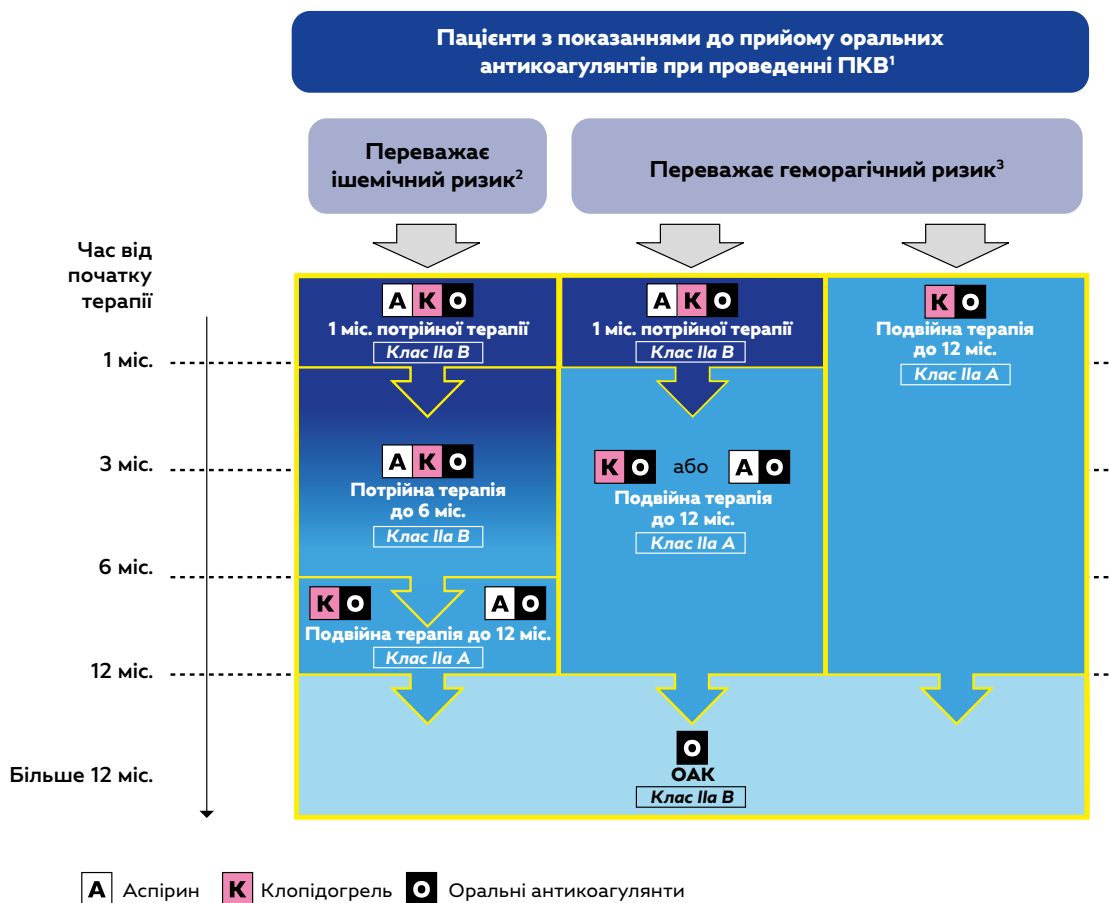 Пацієнти з показаннями до прийому оральних
антикоагулянтів при проведенні ПКВ¹
Переважає
ішемічний ризик²
Переважає геморагічний ризик³
Час від
початку
терапії
А К О
1 міс. потрійної терапії
Клас IIa B
А К О
1 міс. потрійної терапії
Клас IIa B
К О
Подвійна терапія
до 12 міс.
Клас IIa A
1 міс.
3 міс.
А К О
Потрійна терапія
до 6 міс.
Клас IIa B
К О або А О
Подвійна терапія
до 12 міс.
Клас IIa A
6 міс.
К О А О
Подвійна терапія до 12 міс.
Клас IIa A
12 міс.
Більше 12 міс.
О
ОАК
Клас IIa B
А Аспірин К Клопідогрель О Оральні антикоагулянти